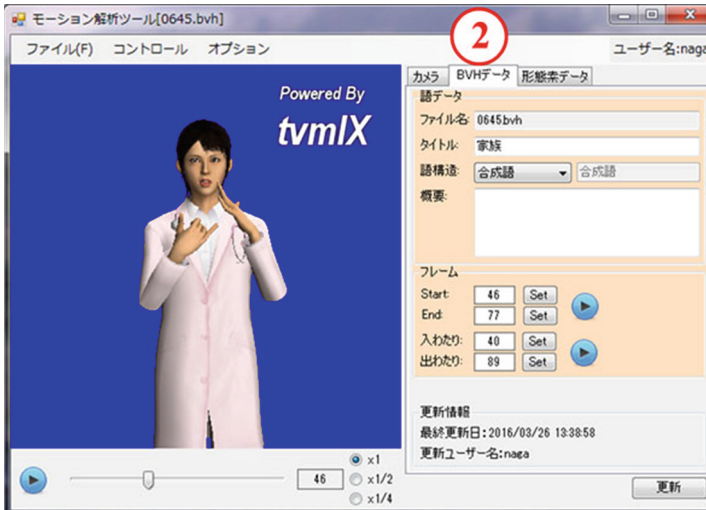 モーション解析ツール[0645.bvh]
ファイル(F) コントロール オプション ユーザー名:naga
2
カメラ BVHデータ 形態素データ
Powered By
tvmlX
語データ
ファイル名: 0645.bvh
タイトル: 家族
語構造: 合成語 合成語
概要:
フレーム
Start: 46 Set
End: 77 Set
入わたり: 40 Set
出わたり: 89 Set
更新情報
最終更新日:2016/03/26 13:38:58
更新ユーザー名:naga
46
x1
x1/2
x1/4
更新